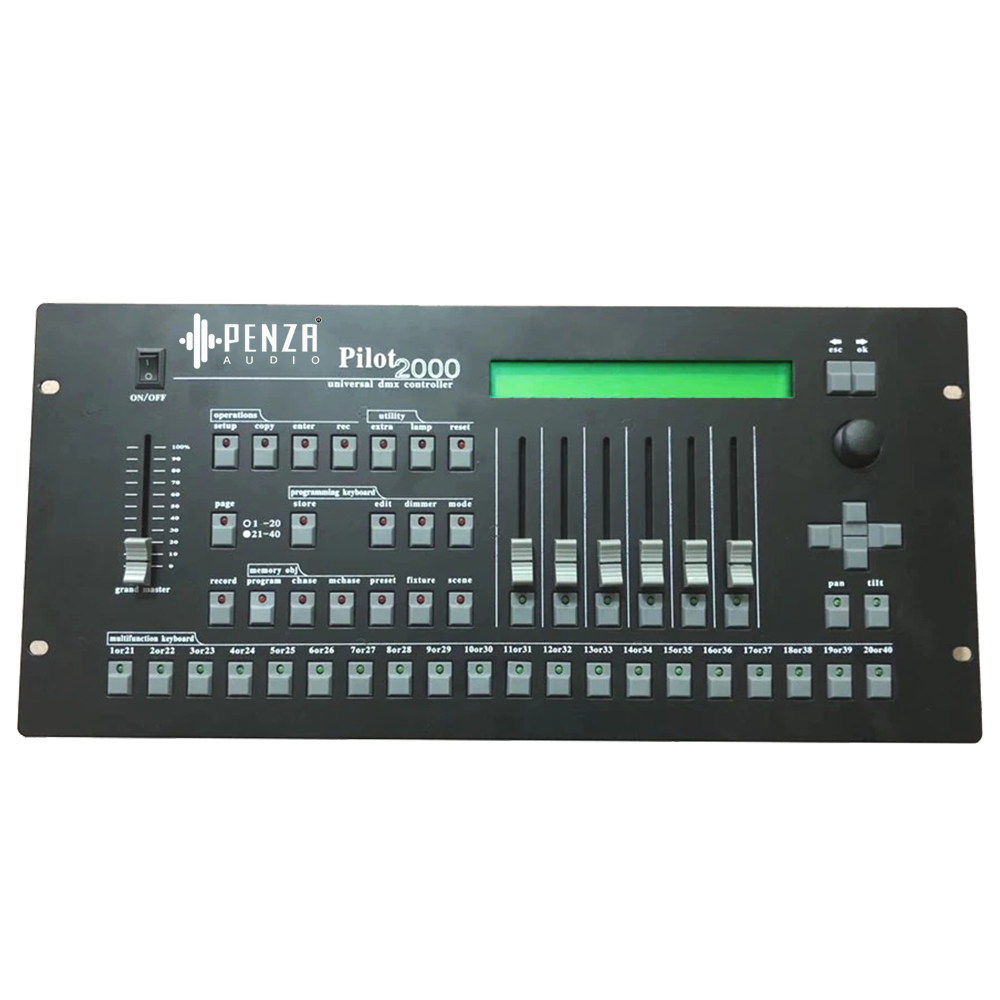 PENZA®
AUDIO
Pilot 2000
universal dmx controller
ON/OFF
esc ok
operations utility
setup copy enter rec extra lamp reset
100%
90
80
70
60
50
40
30
20
10
0
grand master
programming keyboard
page store edit dimmer mode
1-20
21-40
memory obj
record program chase mchase preset fixture scene
pan tilt
multifunction keyboard
1or21 2or22 3or23 4or24 5or25 6or26 7or27 8or28 9or29 10or30 11or31 12or32 13or33 14or34 15or35 16or36 17or37 18or38 19or39 20or40